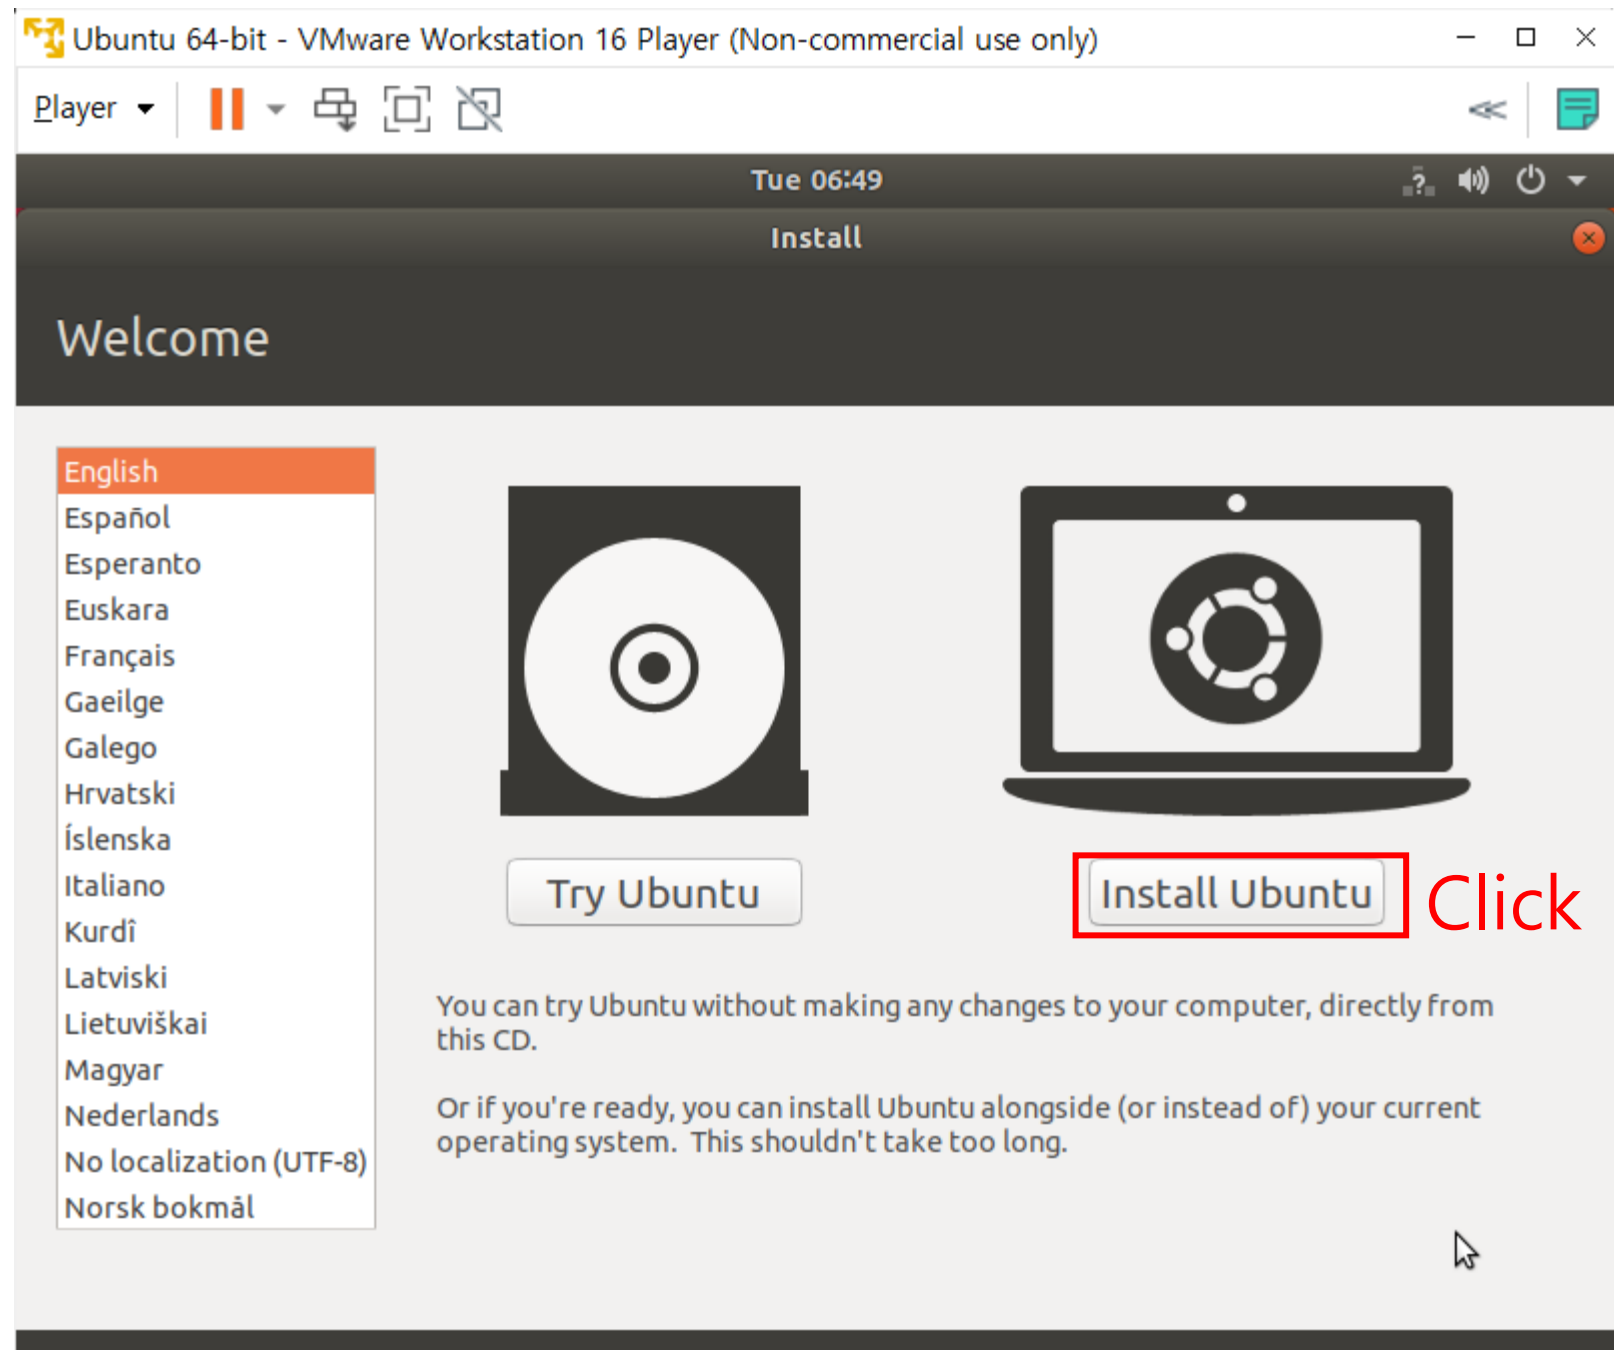 Ubuntu 64-bit - VMware Workstation 16 Player (Non-commercial use only)
Player
Tue 06:49
?
Install
Welcome
English
Español
Esperanto
Euskara
Français
Gaeilge
Galego
Hrvatski
Íslenska
Italiano
Kurdî
Latviski
Lietuviškai
Magyar
Nederlands
No localization (UTF-8)
Norsk bokmål
Try Ubuntu
Install Ubuntu
Click
You can try Ubuntu without making any changes to your computer, directly from
this CD.
Or if you're ready, you can install Ubuntu alongside (or instead of) your current
operating system. This shouldn't take too long.